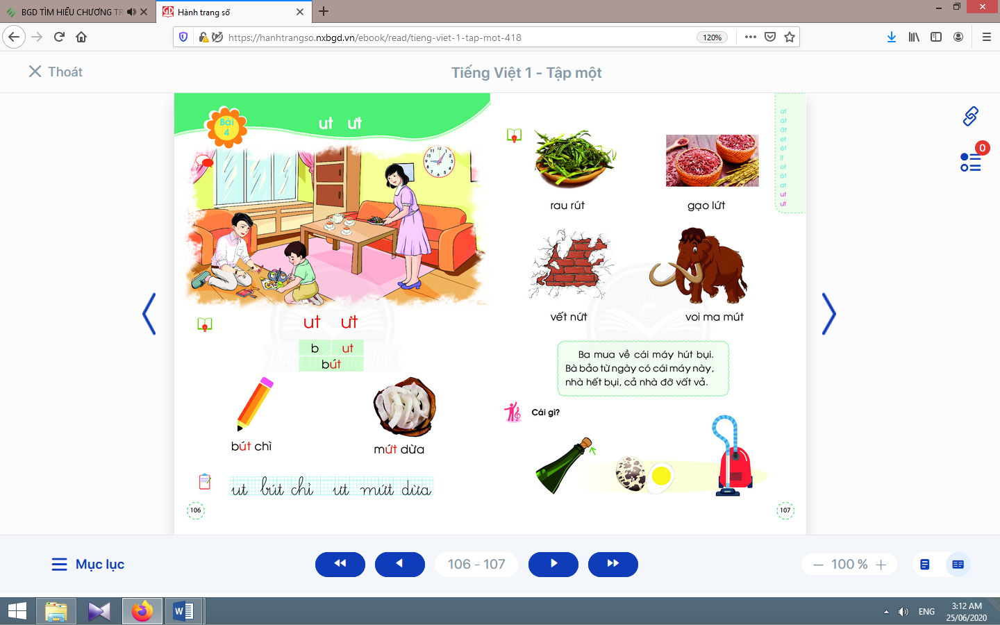 BGD TÌM HIỂU CHƯƠNG TR
Hành trang số
https://hanhtrangso.nxbgd.vn/ebook/read/tieng-viet-1-tap-mot-418
120%
Thoát
Tiếng Việt 1 - Tập một
0
Bài
4
ut ưt
ut ưt
b ut
bút
bút chì
mứt dừa
ut bút chì ưt mứt dừa
106
at
ăt
ât
et
êt
it
ot
ôt
ơt
ut
ưt
rau rút
gạo lứt
vết nứt
voi ma mút
Ba mua về cái máy hút bụi.
Bà bảo từ ngày có cái máy này,
nhà hết bụi, cả nhà đỡ vất vả.
Cái gì?
107
Mục lục
106 - 107
100 %
ENG
3:12 AM
25/06/2020